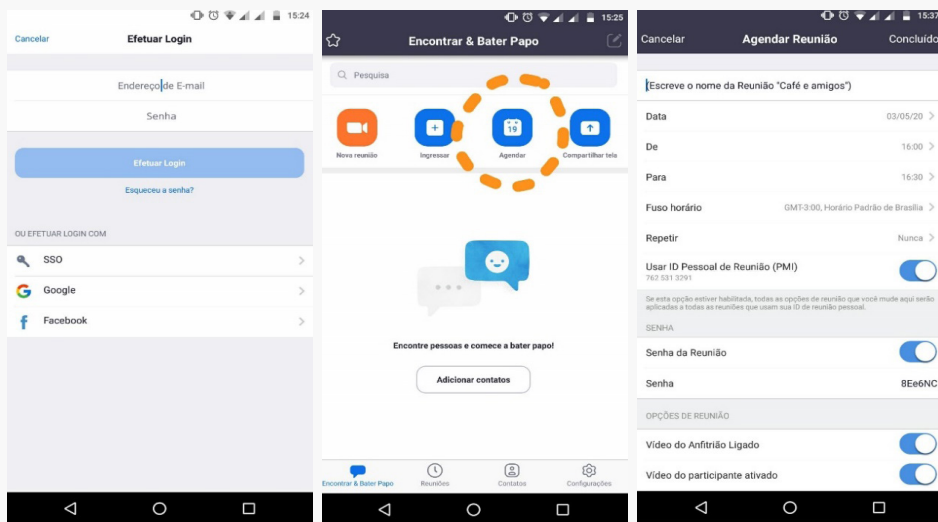 15:24
Cancelar
Efetuar Login
Endereço de E-mail
Senha
Efetuar Login
Esqueceu a senha?
OU EFETUAR LOGIN COM
SSO
Google
Facebook
15:25
Encontrar & Bater Papo
Pesquisa
19
Nova reunião
Ingressar
Agendar
Compartilhar tela
Encontre pessoas e comece a bater papo!
Adicionar contatos
Encontrar & Bater Papo
Reuniões
Contatos
Configurações
15:37
Cancelar
Agendar Reunião
Concluído
(Escreve o nome da Reunião "Café e amigos")
Data 03/05/20
De 16:00
Para 16:30
Fuso horário GMT-3:00, Horário Padrão de Brasília
Repetir Nunca
Usar ID Pessoal de Reunião (PMI)
762 531 3291
Se esta opção estiver habilitada, todas as opções de reunião que você mude aqui serão
aplicadas a todas as reuniões que usam sua ID de reunião pessoal.
SENHA
Senha da Reunião
Senha 8Ee6NC
OPÇÕES DE REUNIÃO
Vídeo do Anfitrião Ligado
Vídeo do participante ativado